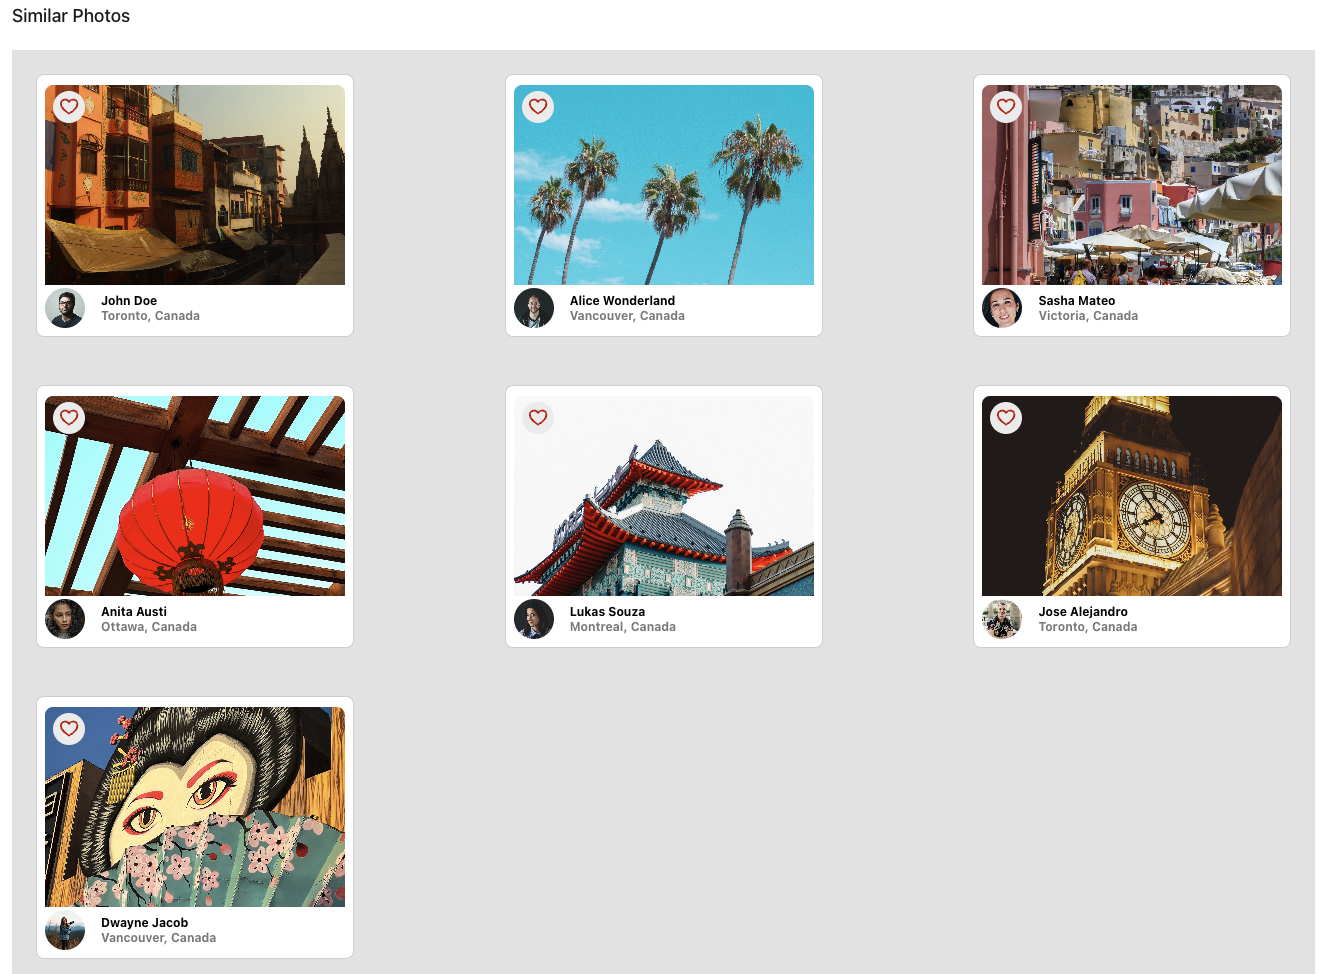 Similar Photos
John Doe
Toronto, Canada
Alice Wonderland
Vancouver, Canada
Sasha Mateo
Victoria, Canada
Anita Austi
Ottawa, Canada
Lukas Souza
Montreal, Canada
Jose Alejandro
Toronto, Canada
Dwayne Jacob
Vancouver, Canada